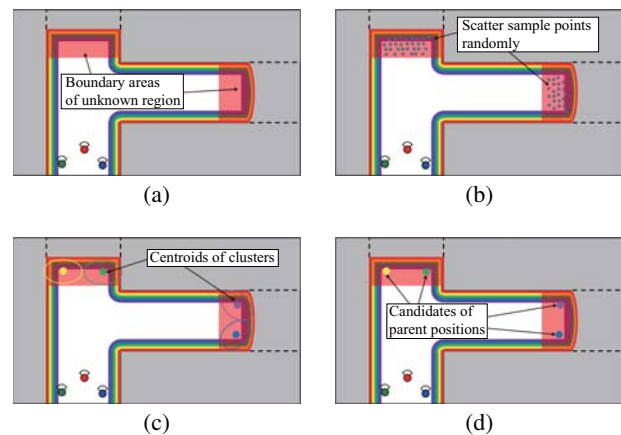 Boundary areas
of unknown region
(a)
Scatter sample points
randomly
(b)
Centroids of clusters
(c)
Candidates of
parent positions
(d)